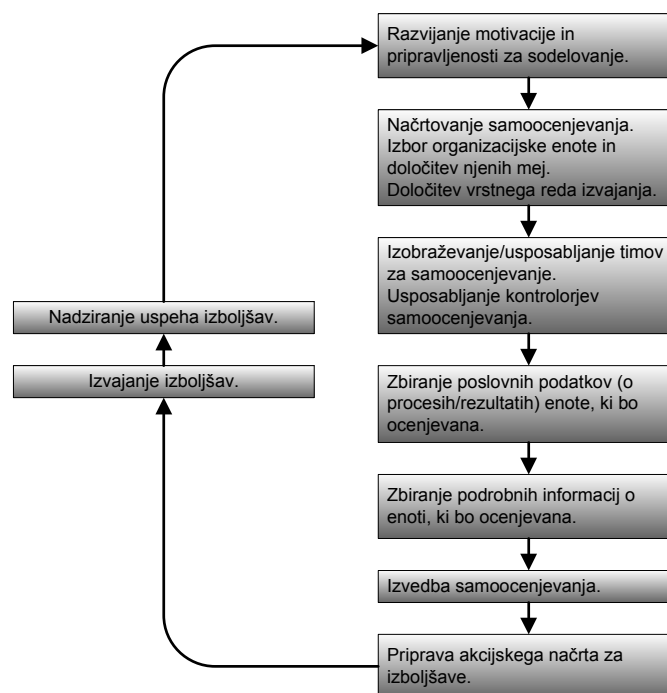 Razvijanje motivacije in
pripravljenosti za sodelovanje.
Načrtovanje samoocenjevanja.
Izbor organizacijske enote in
določitev njenih mej.
Določitev vrstnega reda izvajanja.
Izobraževanje/usposabljanje timov
za samoocenjevanje.
Usposabljanje kontrolorjev
samoocenjevanja.
Zbiranje poslovnih podatkov (o
procesih/rezultatih) enote, ki bo
ocenjevana.
Zbiranje podrobnih informacij o
enoti, ki bo ocenjevana.
Izvedba samoocenjevanja.
Priprava akcijskega načrta za
izboljšave.
Izvajanje izboljšav.
Nadziranje uspeha izboljšav.